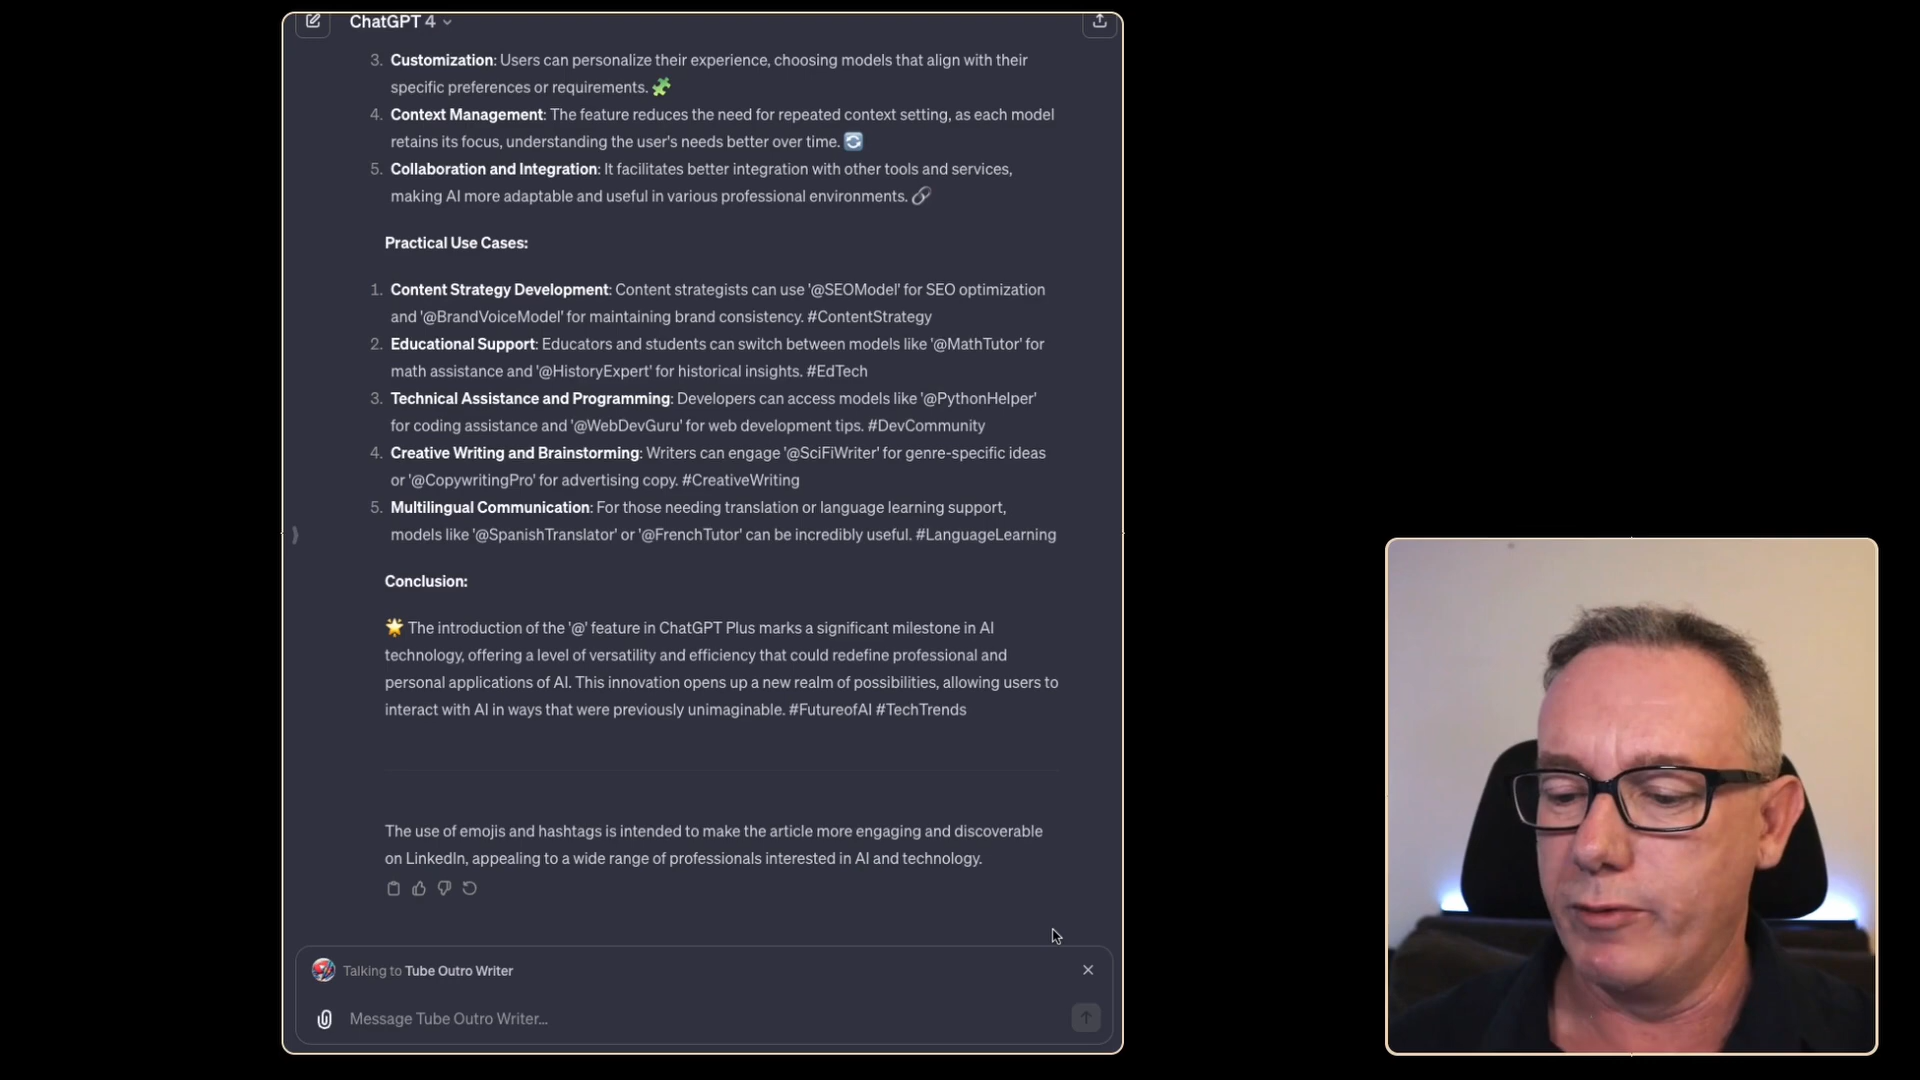 ChatGPT 4
3. Customization: Users can personalize their experience, choosing models that align with their
specific preferences or requirements. 🧩
4. Context Management: The feature reduces the need for repeated context setting, as each model
retains its focus, understanding the user's needs better over time. 🔄
5. Collaboration and Integration: It facilitates better integration with other tools and services,
making AI more adaptable and useful in various professional environments. 🔗
Practical Use Cases:
1. Content Strategy Development: Content strategists can use '@SEOModel' for SEO optimization
and '@BrandVoiceModel' for maintaining brand consistency. #ContentStrategy
2. Educational Support: Educators and students can switch between models like '@MathTutor' for
math assistance and '@HistoryExpert' for historical insights. #EdTech
3. Technical Assistance and Programming: Developers can access models like '@PythonHelper'
for coding assistance and '@WebDevGuru' for web development tips. #DevCommunity
4. Creative Writing and Brainstorming: Writers can engage '@SciFiWriter' for genre-specific ideas
or '@CopywritingPro' for advertising copy. #CreativeWriting
5. Multilingual Communication: For those needing translation or language learning support,
models like '@SpanishTranslator' or '@FrenchTutor' can be incredibly useful. #LanguageLearning
Conclusion:
🌟 The introduction of the '@' feature in ChatGPT Plus marks a significant milestone in AI
technology, offering a level of versatility and efficiency that could redefine professional and
personal applications of AI. This innovation opens up a new realm of possibilities, allowing users to
interact with AI in ways that were previously unimaginable. #FutureofAI #TechTrends
The use of emojis and hashtags is intended to make the article more engaging and discoverable
on LinkedIn, appealing to a wide range of professionals interested in AI and technology.
Talking to Tube Outro Writer
Message Tube Outro Writer...